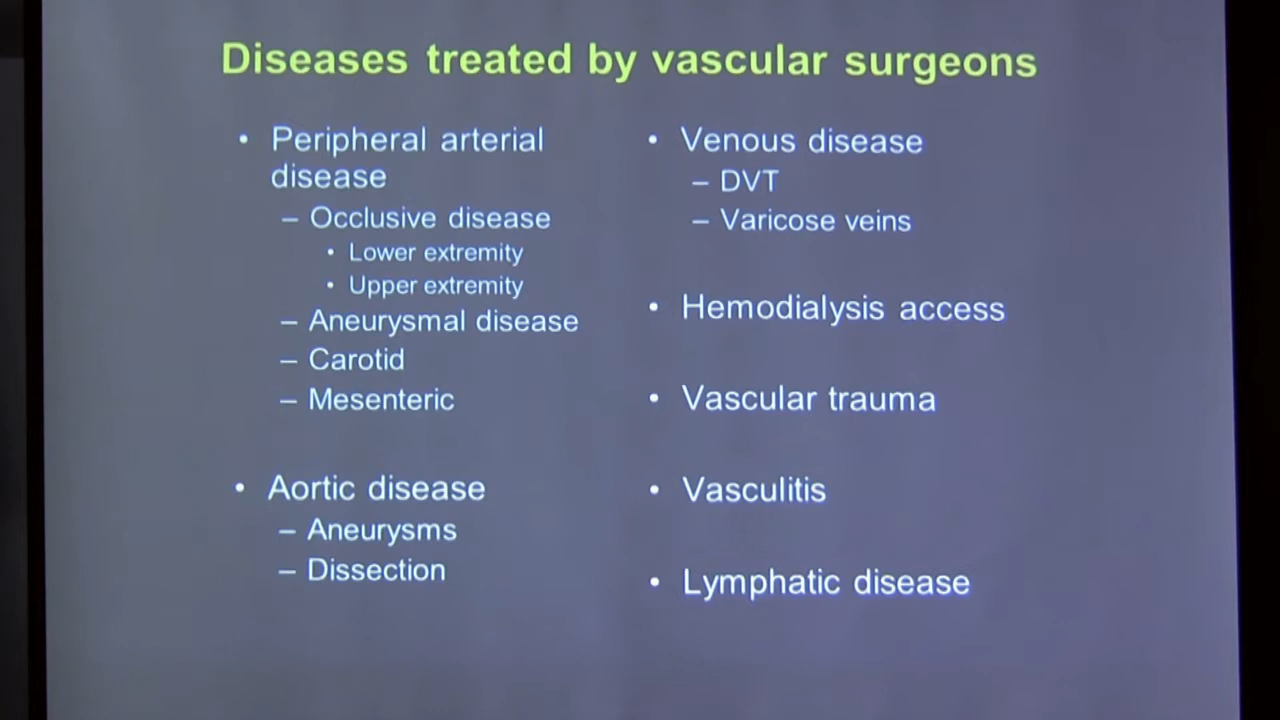 Diseases treated by vascular surgeons
• Peripheral arterial
disease
– Occlusive disease
• Lower extremity
• Upper extremity
– Aneurysmal disease
– Carotid
– Mesenteric
• Aortic disease
– Aneurysms
– Dissection
• Venous disease
– DVT
– Varicose veins
• Hemodialysis access
• Vascular trauma
• Vasculitis
• Lymphatic disease